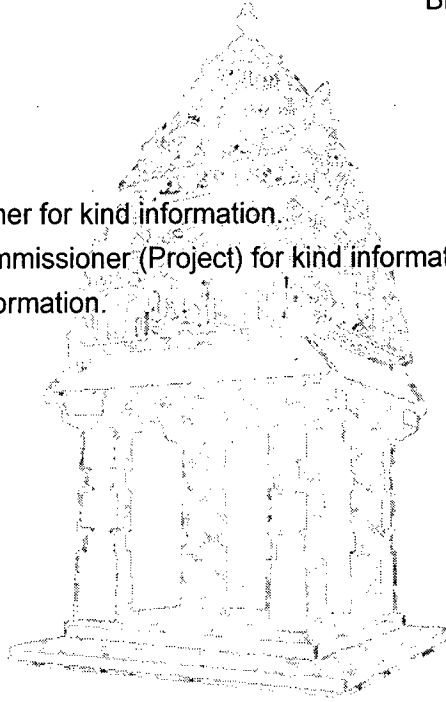 ner for kind information.
mmissioner (Project) for kind informat
ormation.